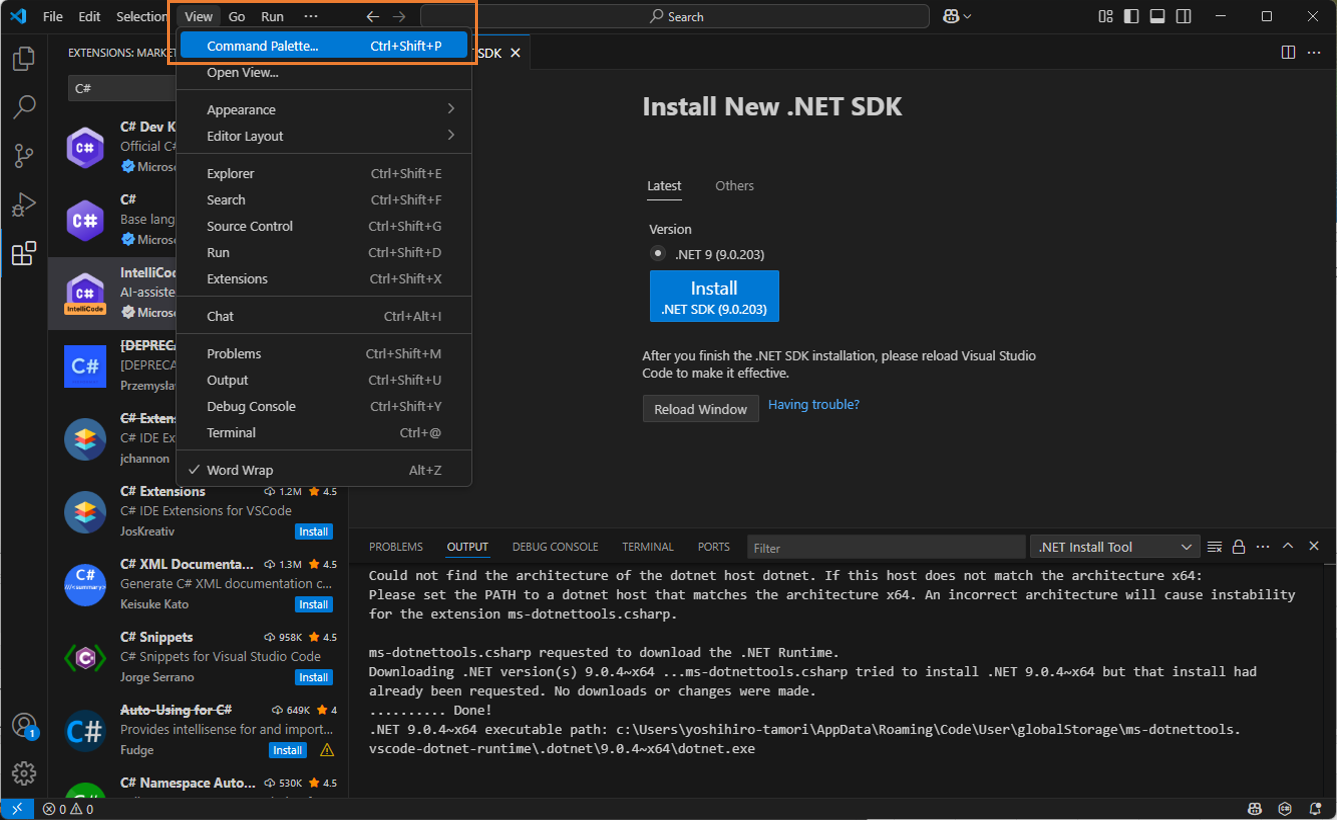 File Edit Selection View Go Run ··· Search
Command Palette... Ctrl+Shift+P
Open View...
Appearance
Editor Layout
Explorer Ctrl+Shift+E
Search Ctrl+Shift+F
Source Control Ctrl+Shift+G
Run Ctrl+Shift+D
Extensions Ctrl+Shift+X
Chat Ctrl+Alt+I
Problems Ctrl+Shift+M
Output Ctrl+Shift+U
Debug Console Ctrl+Shift+Y
Terminal Ctrl+@
Word Wrap Alt+Z
EXTENSIONS:
C#
C# Dev K
Official C#
C#
Base lang
IntelliCode
AI-assiste
C#
[DEPREC
C# Exten
C# IDE Ex
jchannon
C# Extensions 1.2M 4.5
C# IDE Extensions for VSCode
JosKreativ Install
C# XML Documenta... 1.3M 4.5
C#
///<summary>
Generate C# XML documentation c...
Keisuke Kato Install
C# Snippets 958K 4.5
C# Snippets for Visual Studio Code
Jorge Serrano Install
Auto-Using for C# 649K 4
C#
Provides intellisense for and import...
Fudge Install
C# Namespace Auto... 530K 4.5
1
0 0
SDK
Install New .NET SDK
Latest Others
Version
.NET 9 (9.0.203)
Install
.NET SDK (9.0.203)
After you finish the .NET SDK installation, please reload Visual Studio
Code to make it effective.
Reload Window Having trouble?
PROBLEMS OUTPUT DEBUG CONSOLE TERMINAL PORTS Filter .NET Install Tool
Could not find the architecture of the dotnet host dotnet. If this host does not match the architecture x64:
Please set the PATH to a dotnet host that matches the architecture x64. An incorrect architecture will cause instability
for the extension ms-dotnettools.csharp.
ms-dotnettools.csharp requested to download the .NET Runtime.
Downloading .NET version(s) 9.0.4~x64 ...ms-dotnettools.csharp tried to install .NET 9.0.4~x64 but that install had
already been requested. No downloads or changes were made.
.......... Done!
.NET 9.0.4~x64 executable path: c:\Users\yoshihiro-tamori\AppData\Roaming\Code\User\globalStorage\ms-dotnettools.
vscode-dotnet-runtime\.dotnet\9.0.4~x64\dotnet.exe